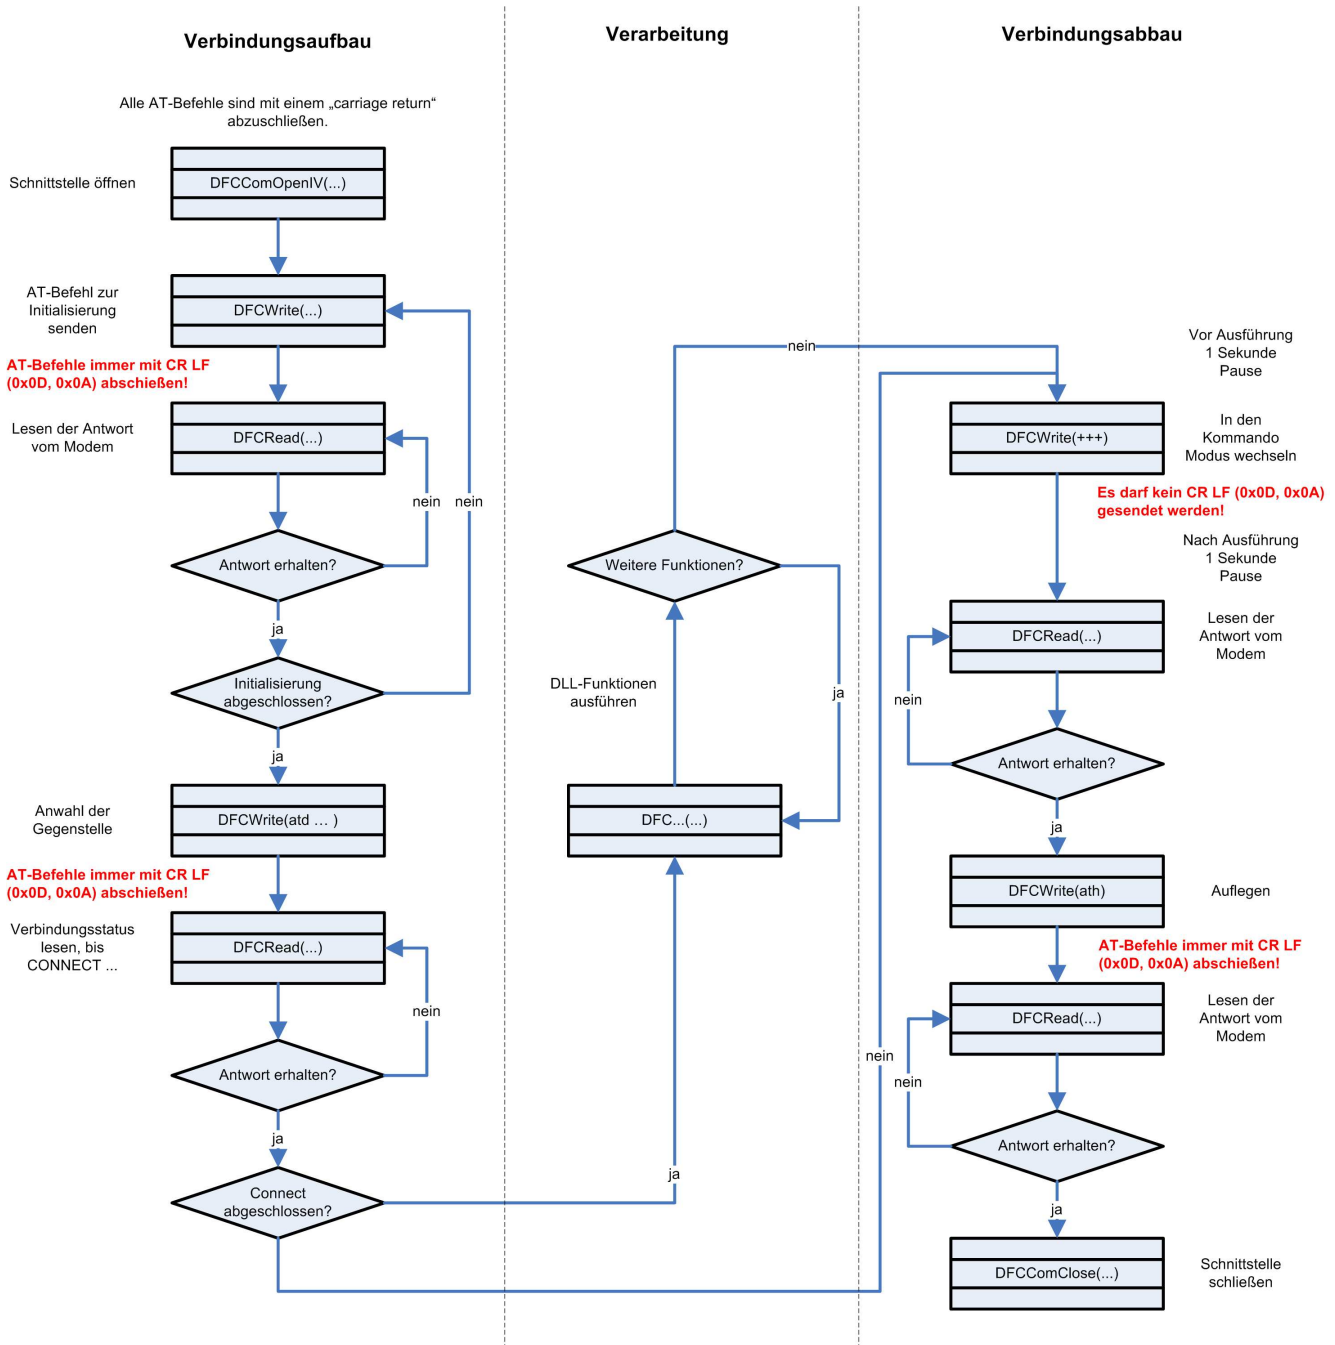 Verbindungsaufbau
Alle AT-Befehle sind mit einem „carriage return“
abzuschließen.
Schnittstelle öffnen
DFCComOpenIV(...)
AT-Befehl zur
Initialisierung
senden
DFCWrite(...)
AT-Befehle immer mit CR LF
(0x0D, 0x0A) abschießen!
Lesen der Antwort
vom Modem
DFCRead(...)
nein
nein
Antwort erhalten?
ja
Initialisierung
abgeschlossen?
ja
Anwahl der
Gegenstelle
DFCWrite(atd ... )
AT-Befehle immer mit CR LF
(0x0D, 0x0A) abschießen!
Verbindungsstatus
lesen, bis
CONNECT ...
DFCRead(...)
nein
Antwort erhalten?
ja
Connect
abgeschlossen?
Verarbeitung
nein
Weitere Funktionen?
DLL-Funktionen
ausführen
ja
DFC...(...)
ja
nein
Verbindungsabbau
Vor Ausführung
1 Sekunde
Pause
DFCWrite(+++)
In den
Kommando
Modus wechseln
Es darf kein CR LF (0x0D, 0x0A)
gesendet werden!
Nach Ausführung
1 Sekunde
Pause
DFCRead(...)
Lesen der
Antwort vom
Modem
nein
Antwort erhalten?
ja
DFCWrite(ath)
Auflegen
AT-Befehle immer mit CR LF
(0x0D, 0x0A) abschießen!
DFCRead(...)
Lesen der
Antwort vom
Modem
nein
Antwort erhalten?
ja
DFCComClose(...)
Schnittstelle
schließen